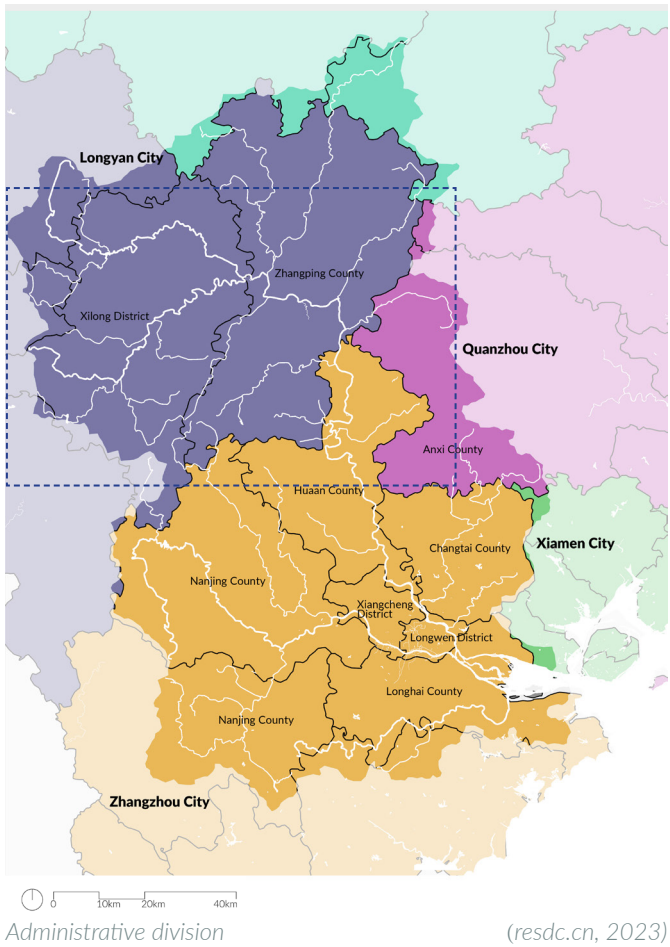 Longyan City
Zhangping County
Xilong District
Quanzhou City
Anxi County
Huaan County
Xiamen City
Changtai County
Nanjing County
Xiangcheng
District
Longwen District
Longhai County
Nanjing County
Zhangzhou City
0 10km 20km 40km
Administrative division (resdc.cn, 2023)